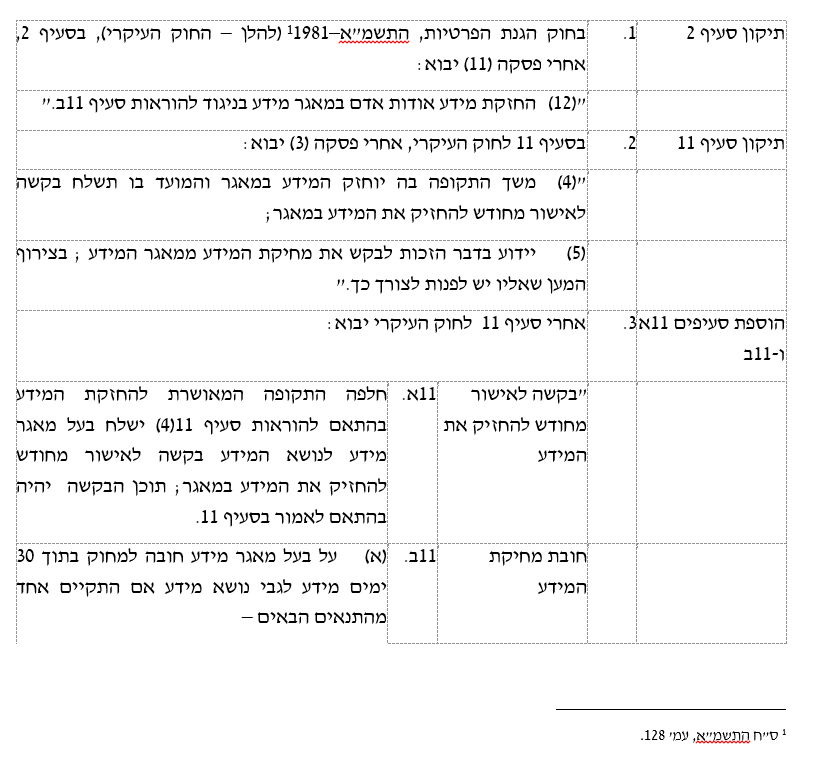 תיקון סעיף 2
1.
בחוק הגנת הפרטיות, התשמ״א–1981¹ (להלן – החוק העיקרי), בסעיף 2,
אחרי פסקה (11) יבוא:
״(12) החזקת מידע אודות אדם במאגר מידע בניגוד להוראות סעיף 11ב.״
תיקון סעיף 11
2.
בסעיף 11 לחוק העיקרי, אחרי פסקה (3) יבוא:
״(4) משך התקופה בה יוחזק המידע במאגר והמועד בו תשלח בקשה
לאישור מחודש להחזיק את המידע במאגר;
(5) יידוע בדבר הזכות לבקש את מחיקת המידע ממאגר המידע ; בצירוף
המען שאליו יש לפנות לצורך כך.״
הוספת סעיפים 11א
ו-11ב
3.
אחרי סעיף 11 לחוק העיקרי יבוא:
״בקשה לאישור
מחודש להחזיק את
המידע
11א.
חלפה התקופה המאושרת להחזקת המידע
בהתאם להוראות סעיף 11(4) ישלח בעל מאגר
מידע לנושא המידע בקשה לאישור מחודש
להחזיק את המידע במאגר; תוכן הבקשה יהיה
בהתאם לאמור בסעיף 11.
חובת מחיקת
המידע
11ב.
(א) על בעל מאגר מידע חובה למחוק בתוך 30
ימים מידע לגבי נושא מידע אם התקיים אחד
מהתנאים הבאים –
¹ ס״ח התשמ״א, עמ׳ 128.